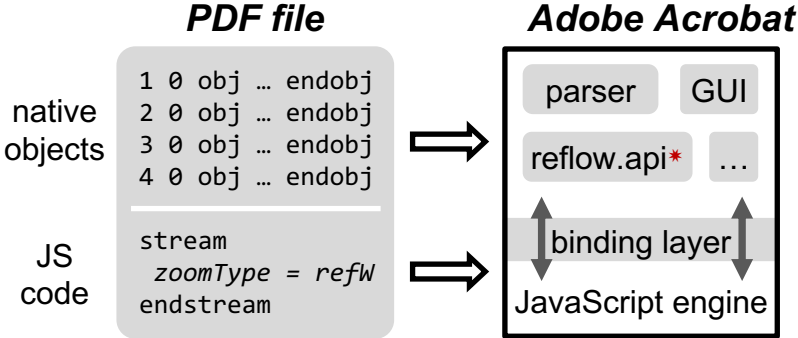 PDF file
Adobe Acrobat
native
objects
1 0 obj … endobj
2 0 obj … endobj
3 0 obj … endobj
4 0 obj … endobj
JS
code
stream
zoomType = refW
endstream
parser
GUI
reflow.api*
…
binding layer
JavaScript engine